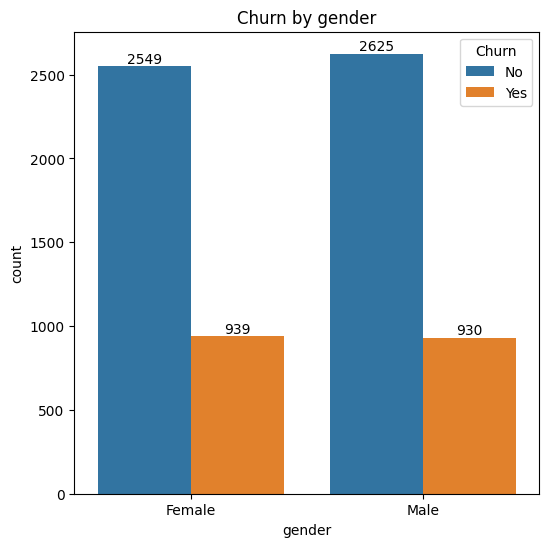 Churn by gender
2549
2625
Churn
No
Yes
2500
2000
1500
1000
500
0
939
930
count
Female
Male
gender